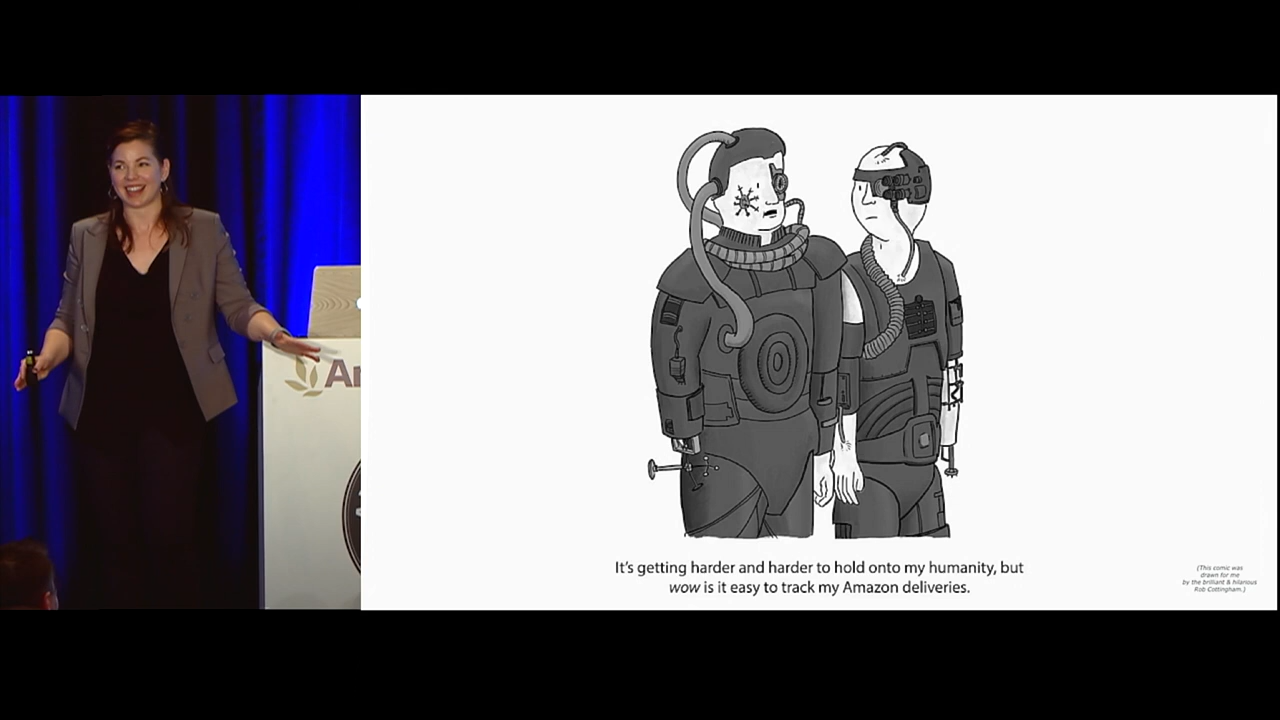 It's getting harder and harder to hold onto my humanity, but
wow is it easy to track my Amazon deliveries.
(This comic was
drawn for me
by the brilliant & hilarious
Rob Cottingham.)